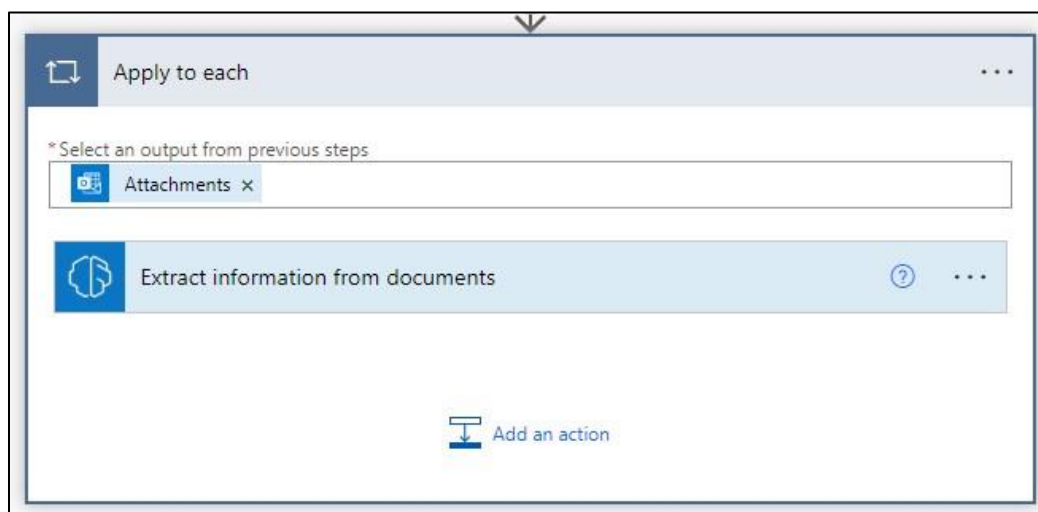 Apply to each
* Select an output from previous steps
Attachments ×
Extract information from documents
Add an action